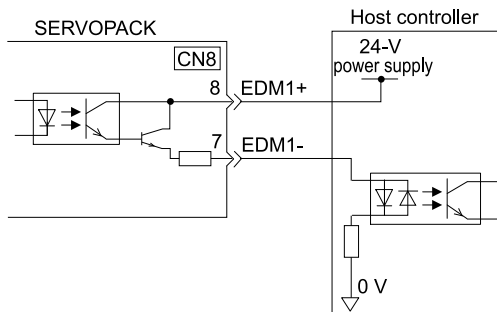 Host controller
SERVOPACK
24-V
power supply
CN8
8 EDM1+
7 EDM1-
0 V